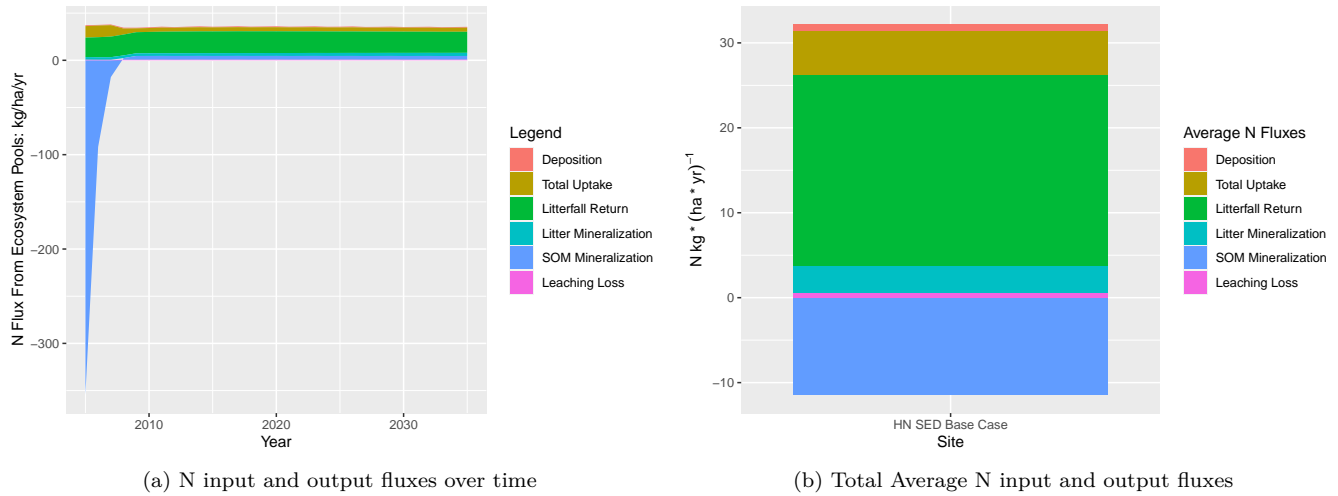 N Flux From Ecosystem Pools: kg/ha/yr
0
−100
−200
−300
2010
2020
2030
Year
Legend
Deposition
Total Uptake
Litterfall Return
Litter Mineralization
SOM Mineralization
Leaching Loss
(a) N input and output fluxes over time
N kg * (ha * yr)⁻¹
30
20
10
0
−10
HN SED Base Case
Site
Average N Fluxes
Deposition
Total Uptake
Litterfall Return
Litter Mineralization
SOM Mineralization
Leaching Loss
(b) Total Average N input and output fluxes